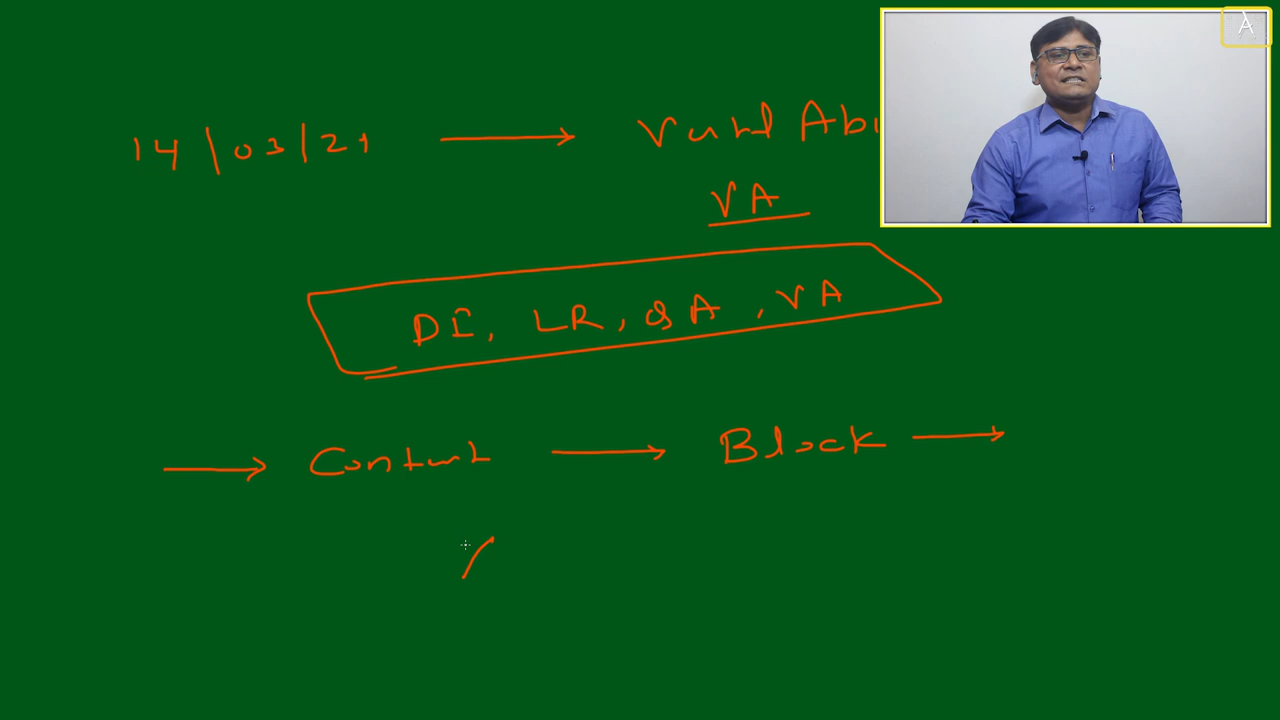 14/03/21 → Verbal Abi
VA
DI, LR, QA, VA
→ Content → Block →
λ